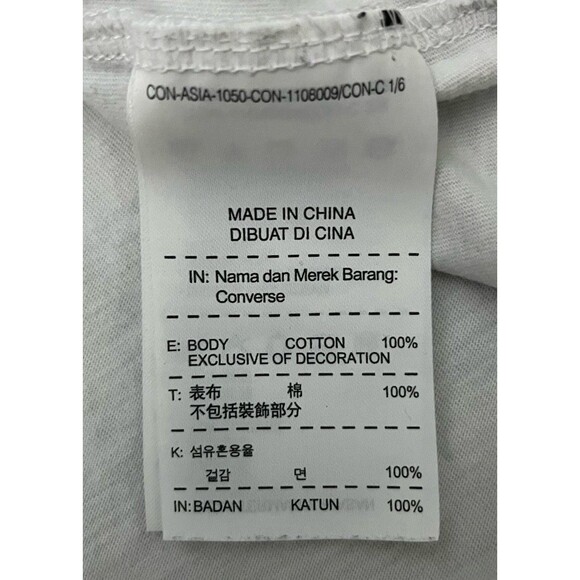 CON-ASIA-1050-CON-1108009/CON-C 1/6
MADE IN CHINA
DIBUAT DI CINA
IN: Nama dan Merek Barang:
Converse
E: BODY COTTON 100%
EXCLUSIVE OF DECORATION
T: 表布 棉 100%
不包括裝飾部分
K: 섬유혼용율
겉감 면 100%
IN: BADAN KATUN 100%